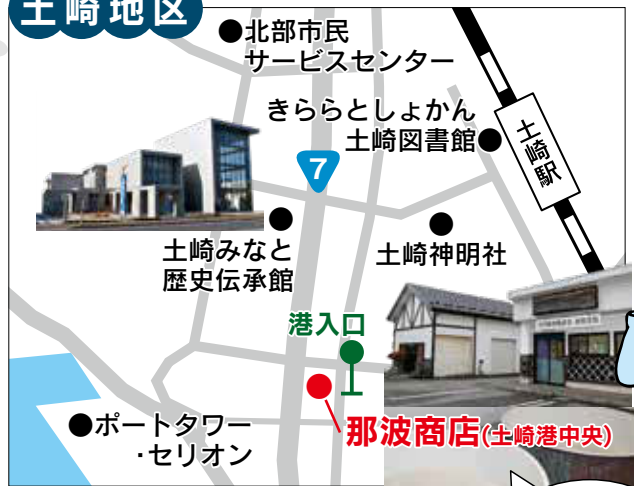 土崎地区
●北部市民
サービスセンター
きららとしょかん
土崎図書館●
土崎駅
7
土崎みなと
歴史伝承館
土崎神明社
港入口
那波商店(土崎港中央)
●ポートタワー
・セリオン